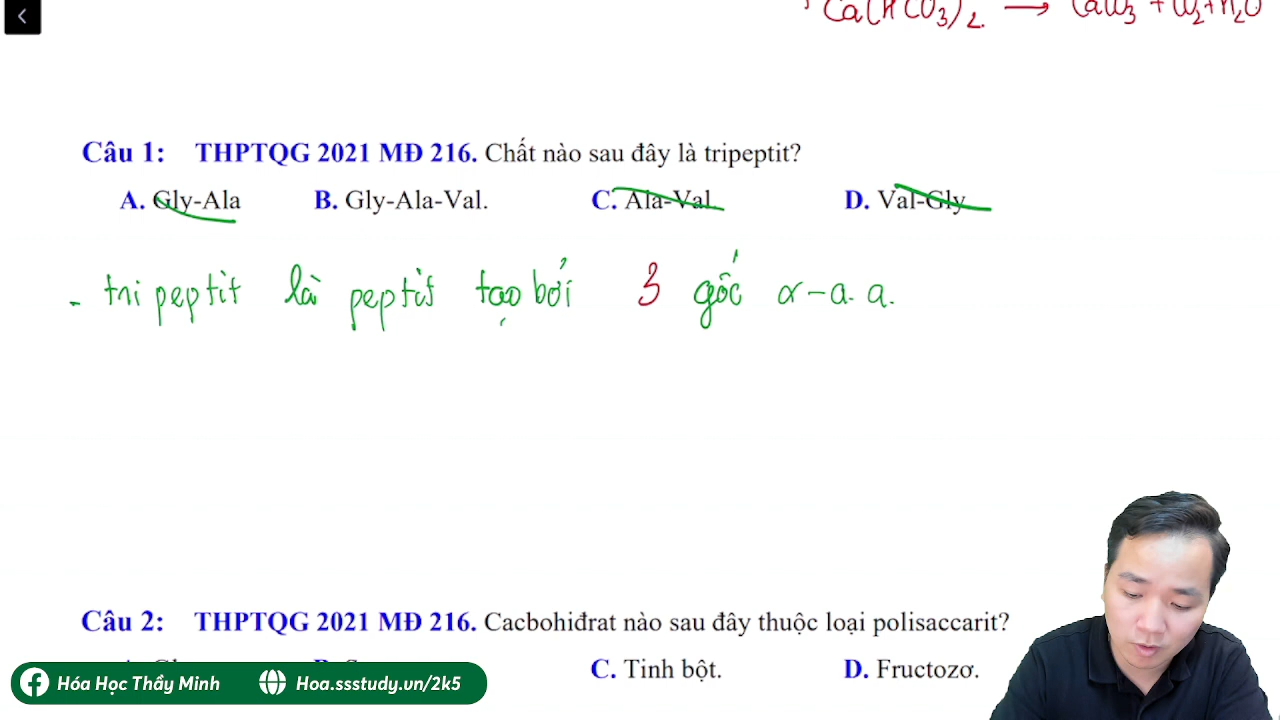 Ca(HCO3)2 → CaCO3 + CO2 + H2O
Câu 1: THPTQG 2021 MĐ 216. Chất nào sau đây là tripeptit?
A. Gly-Ala B. Gly-Ala-Val. C. Ala-Val. D. Val-Gly
- tripeptit là peptit tạo bởi 3 gốc α-a.a.
Câu 2: THPTQG 2021 MĐ 216. Cacbohiđrat nào sau đây thuộc loại polisaccarit?
C. Tinh bột. D. Fructozơ.
Hóa Học Thầy Minh Hoa.ssstudy.vn/2k5